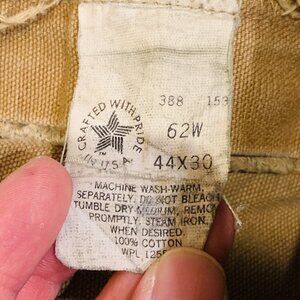 CRAFTED WITH PRIDE
IN U.S.A.
388 153
62W
44X30
MACHINE WASH-WARM.
SEPARATELY. DO NOT BLEACH
TUMBLE DRY-MEDIUM, REMO
PROMPTLY. STEAM IRON.
WHEN DESIRED.
100% COTTON
WPL 1255